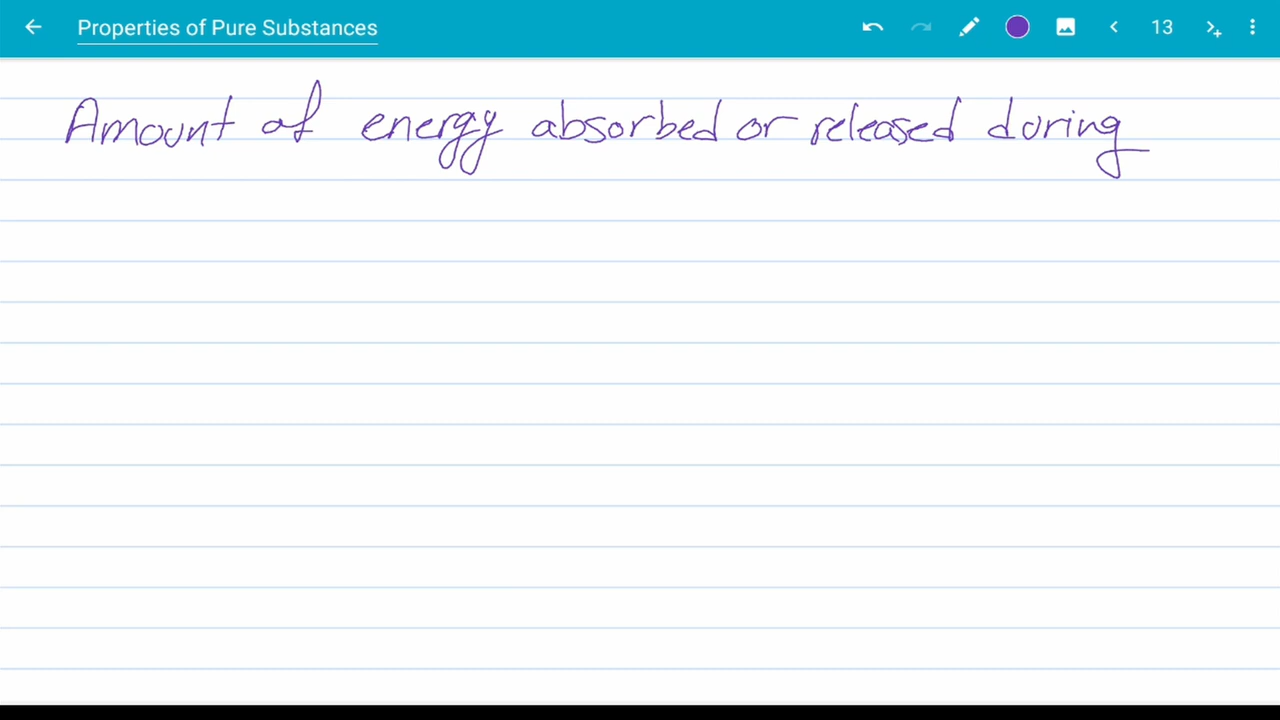 Properties of Pure Substances
13
Amount of energy absorbed or released during